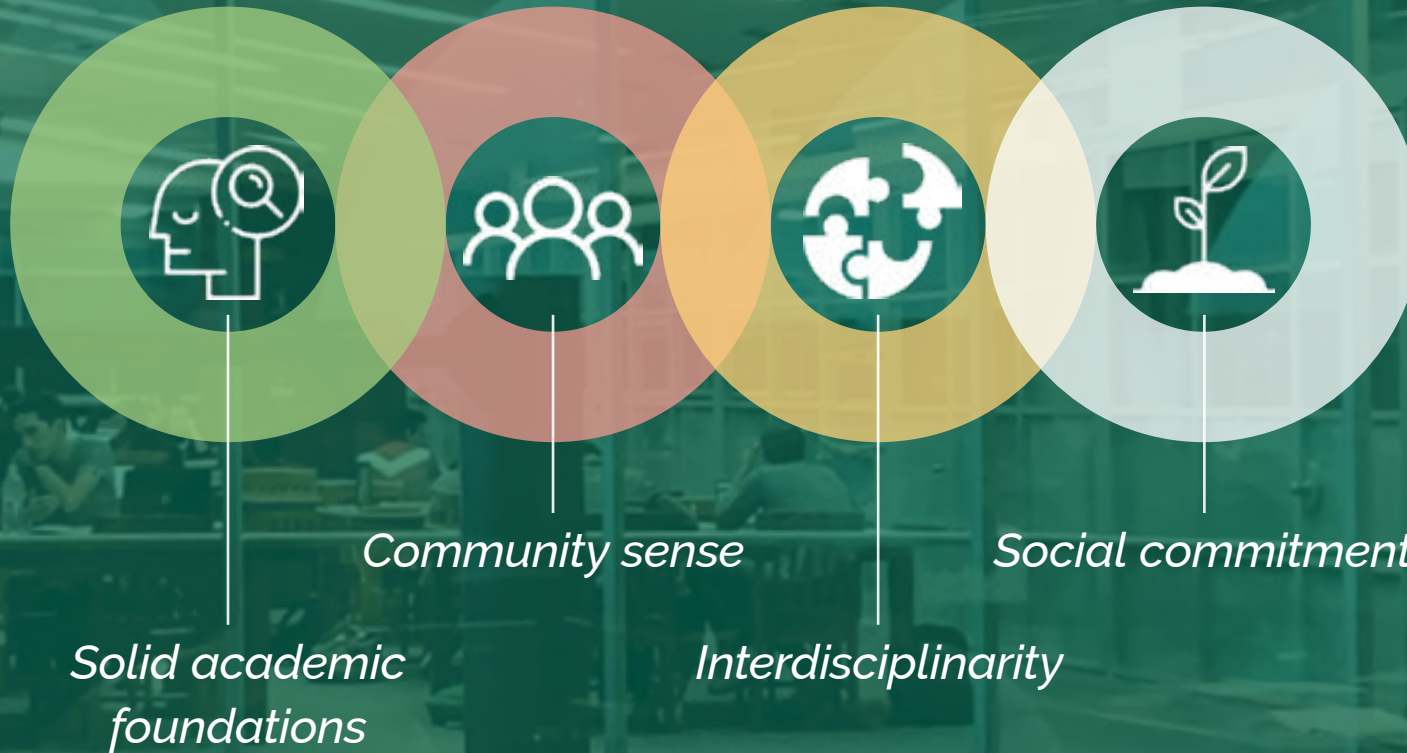 Community sense
Social commitment
Solid academic
foundations
Interdisciplinarity